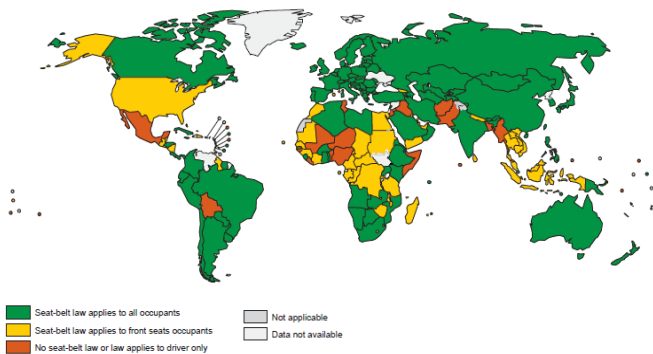 Seat-belt law applies to all occupants
Seat-belt law applies to front seats occupants
No seat-belt law or law applies to driver only
Not applicable
Data not available